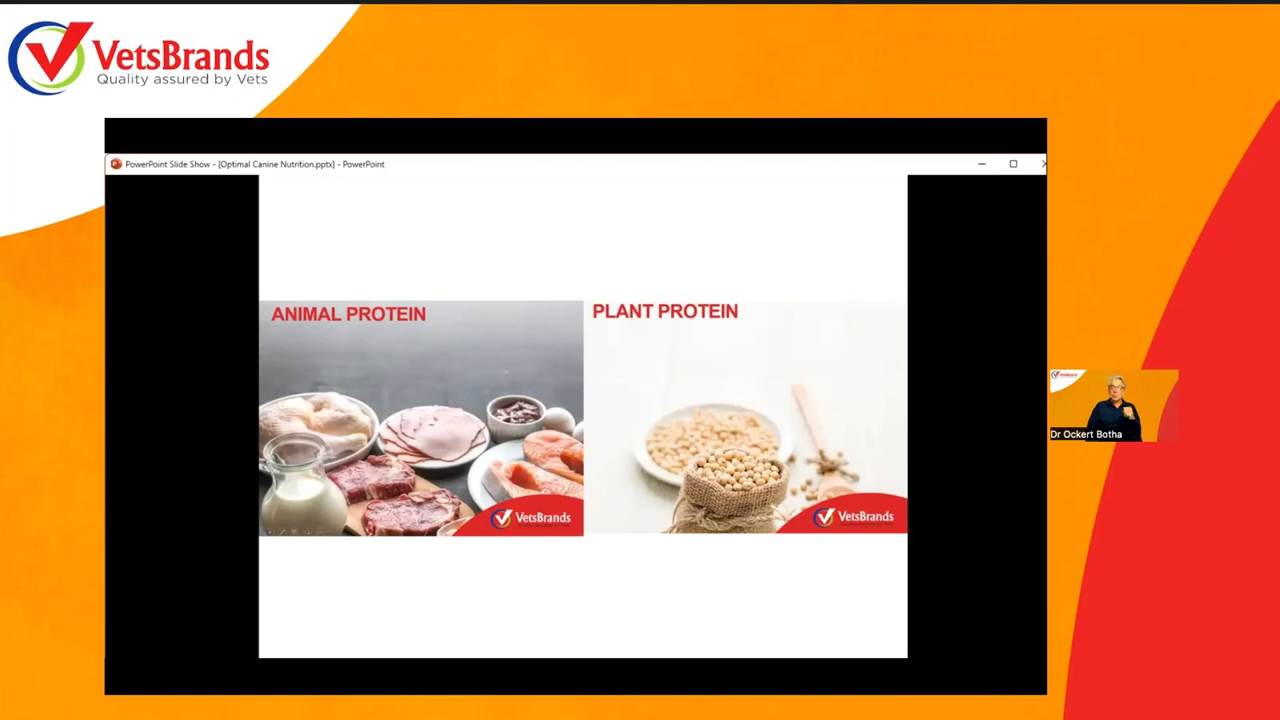 VetsBrands
Quality assured by Vets
PowerPoint Slide Show - [Optimal Canine Nutrition.pptx] - PowerPoint
ANIMAL PROTEIN
PLANT PROTEIN
VetsBrands
VetsBrands
Dr Ockert Botha